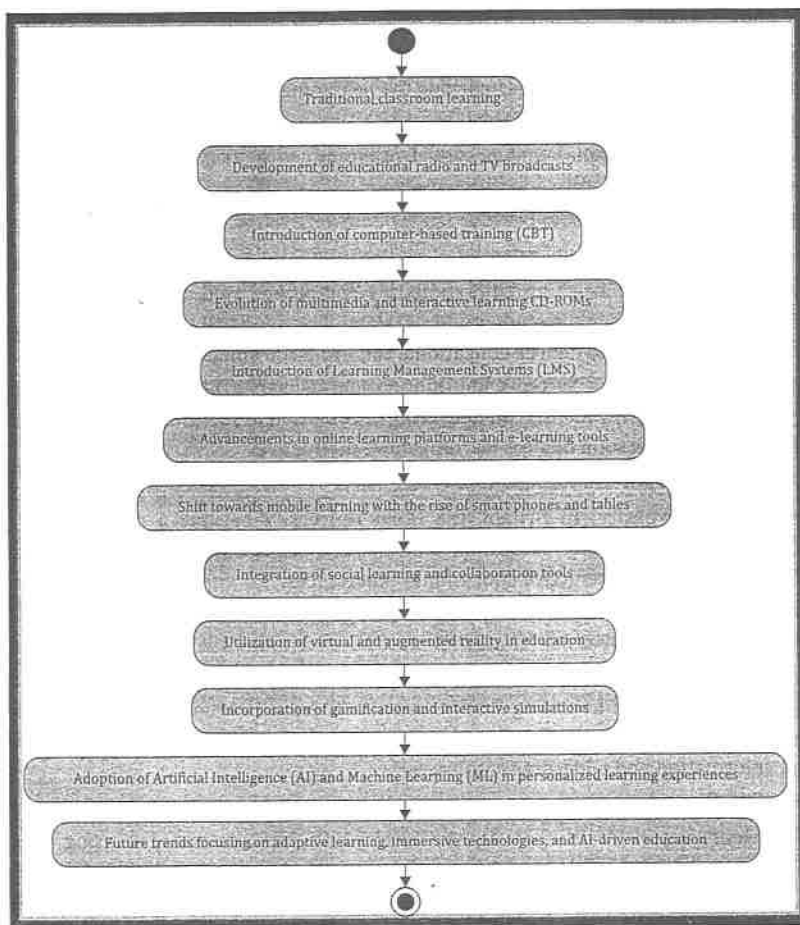 Traditional classroom learning
Development of educational radio and TV Broadcasts
Introduction of computer-based training (CBT)
Evolution of multimedia and interactive learning CD-ROMs
Introduction of Learning Management Systems (LMS)
Advancements in online learning platforms and e-learning tools
Shift towards mobile learning with the rise of smart phones and tables
Integration of social learning and collaboration tools
Utilization of virtual and augmented reality in education
Incorporation of gamification and interactive simulations
Adoption of Artificial Intelligence (AI) and Machine Learning (ML) in personalized learning experiences
Future trends focusing on adaptive learning, immersive technologies, and AI-driven education